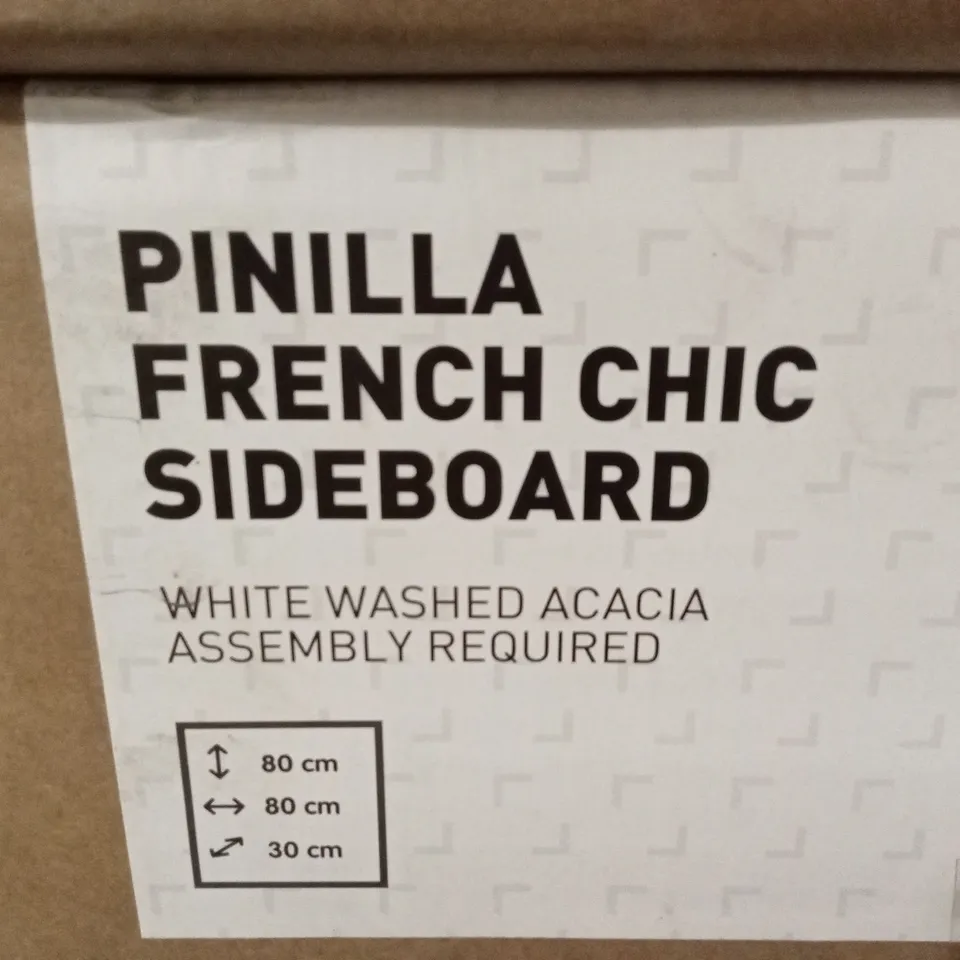 PINILLA
FRENCH CHIC
SIDEBOARD
WHITE WASHED ACACIA
ASSEMBLY REQUIRED
80 cm
80 cm
30 cm